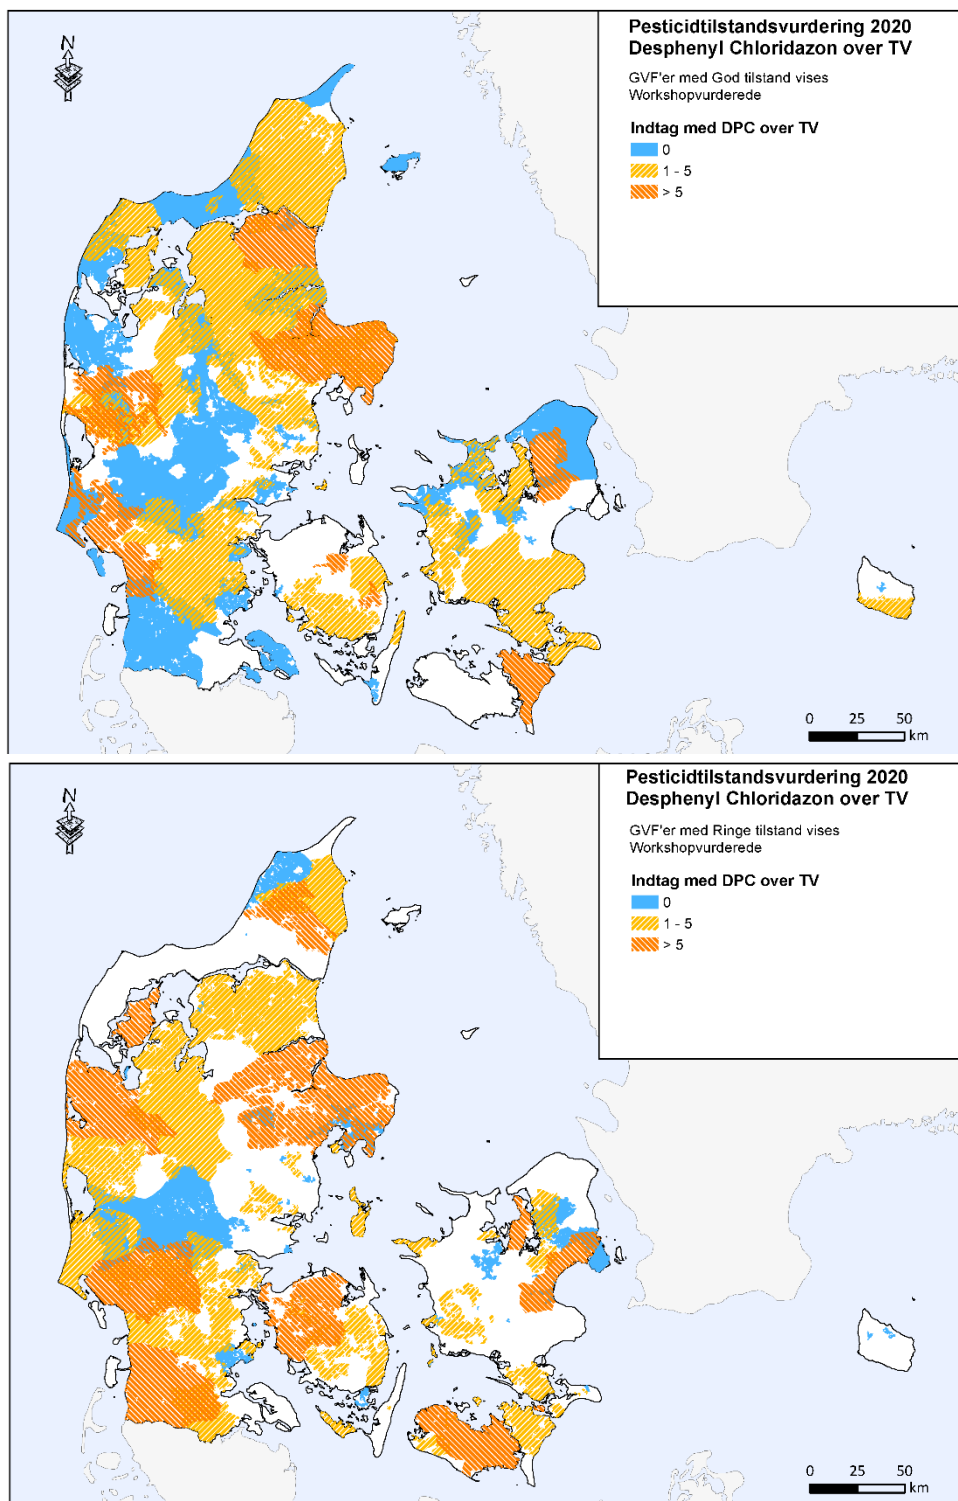 N
Pesticidtilstandsvurdering 2020
Desphenyl Chloridazon over TV
GVF'er med God tilstand vises
Workshopvurderede
Indtag med DPC over TV
0
1 - 5
> 5
0 25 50
km
N
Pesticidtilstandsvurdering 2020
Desphenyl Chloridazon over TV
GVF'er med Ringe tilstand vises
Workshopvurderede
Indtag med DPC over TV
0
1 - 5
> 5
0 25 50
km